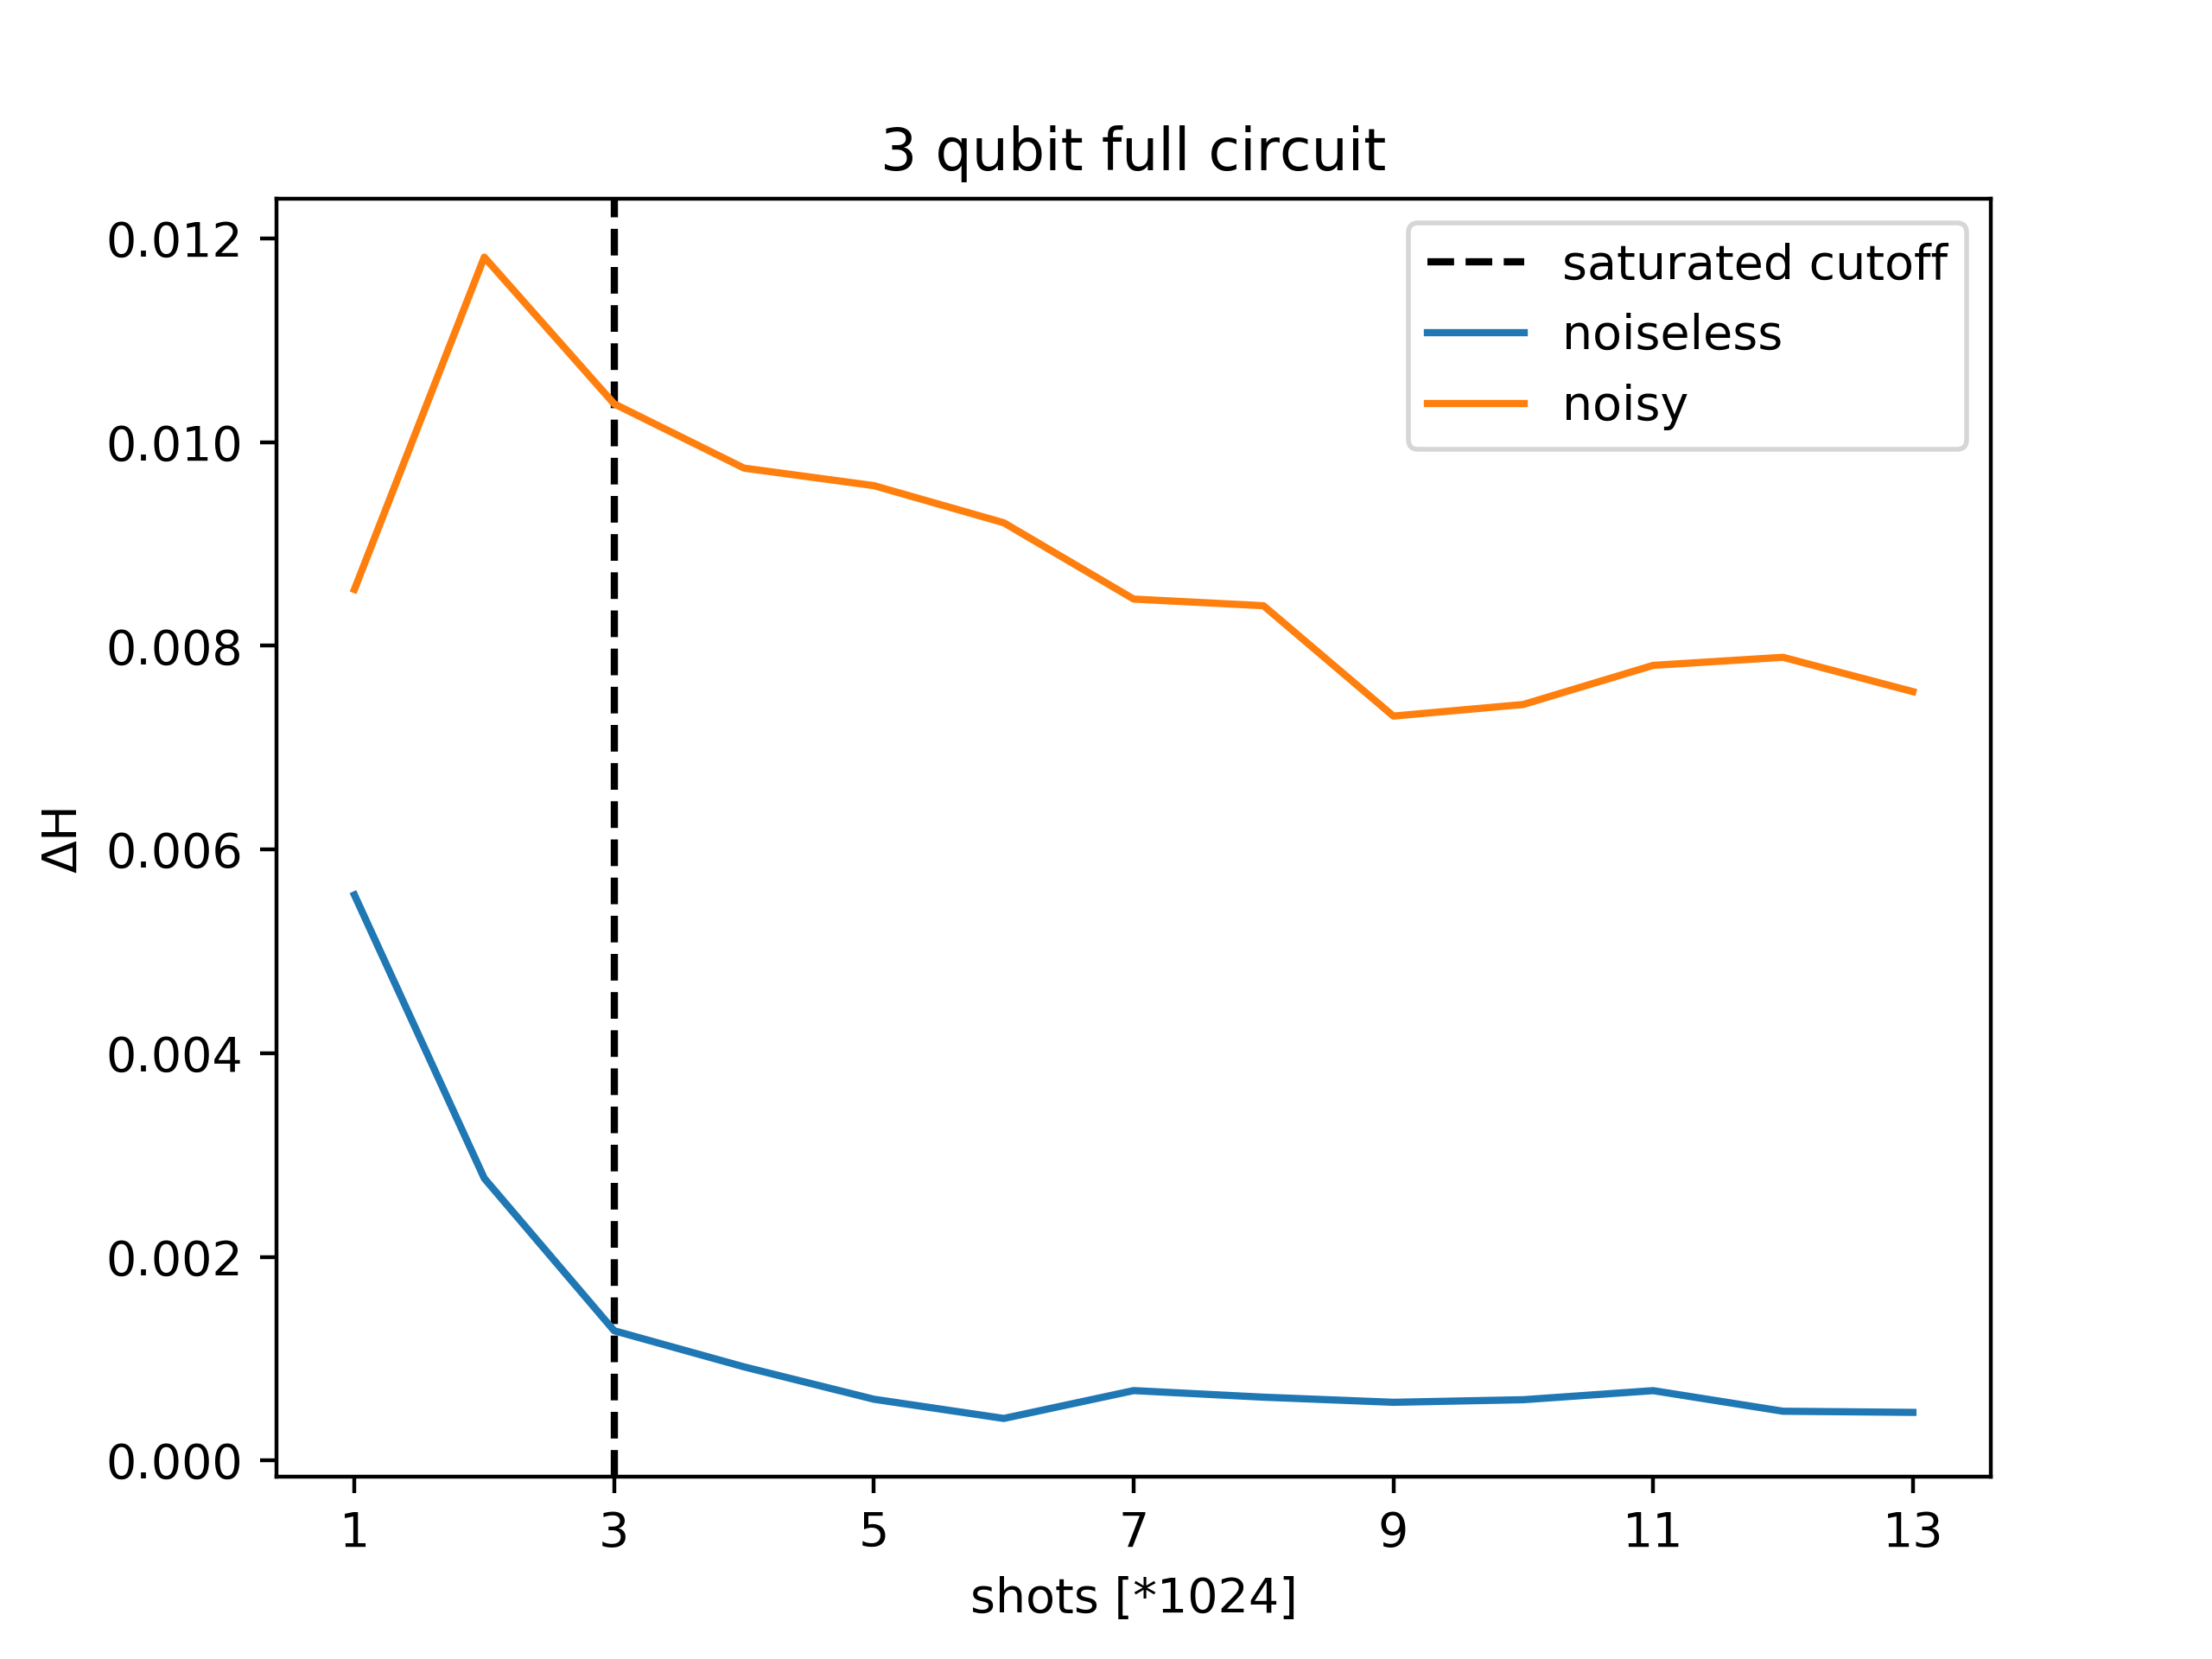 3 qubit full circuit
saturated cutoff
noiseless
noisy
0.012
0.010
0.008
0.006
0.004
0.002
0.000
ΔH
1 3 5 7 9 11 13
shots [*1024]